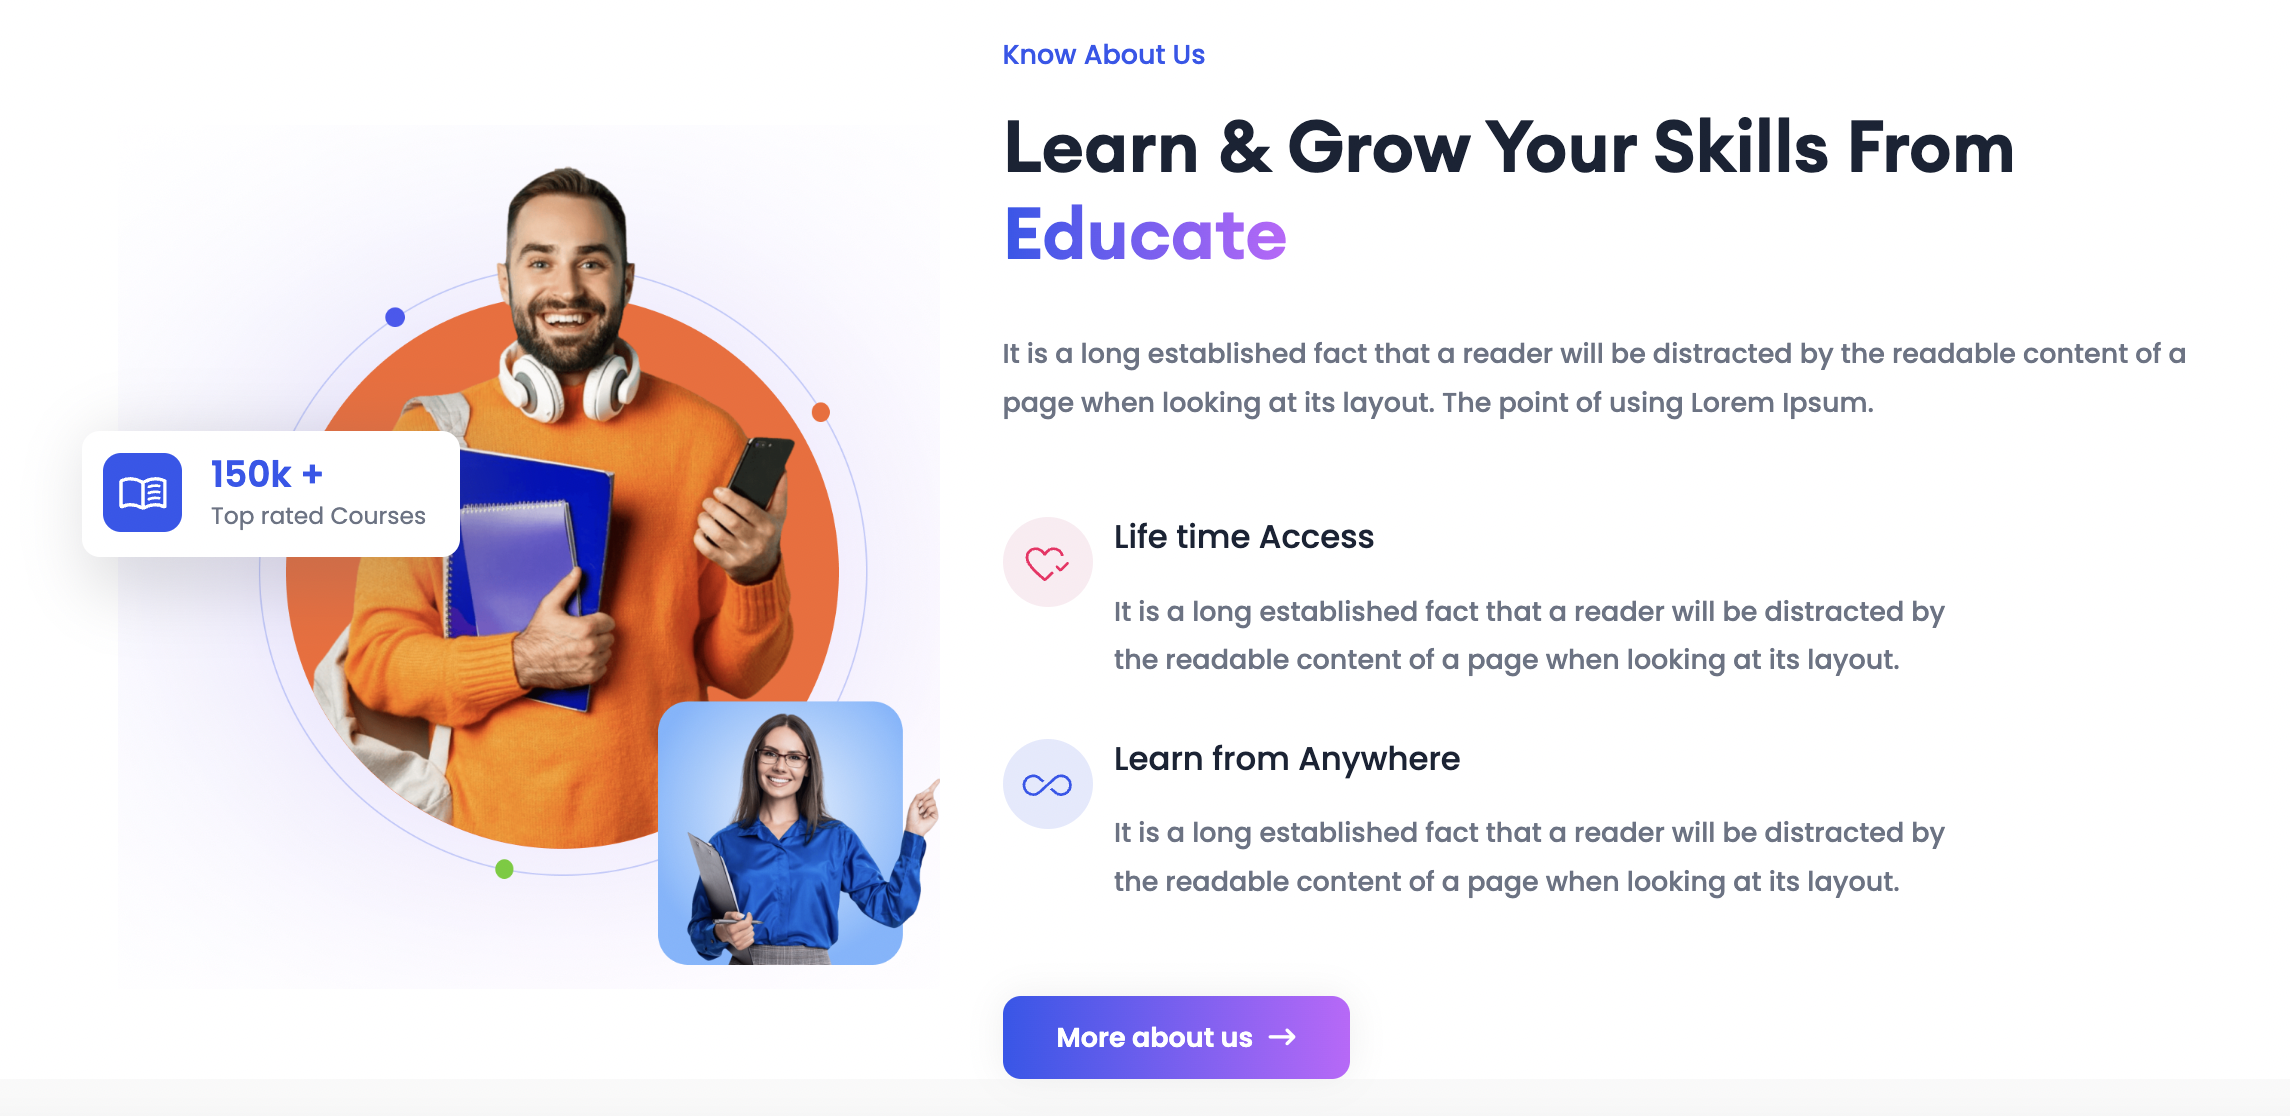 Know About Us
Learn & Grow Your Skills From
Educate
It is a long established fact that a reader will be distracted by the readable content of a
page when looking at its layout. The point of using Lorem Ipsum.
150k +
Top rated Courses
Life time Access
It is a long established fact that a reader will be distracted by
the readable content of a page when looking at its layout.
Learn from Anywhere
It is a long established fact that a reader will be distracted by
the readable content of a page when looking at its layout.
More about us →